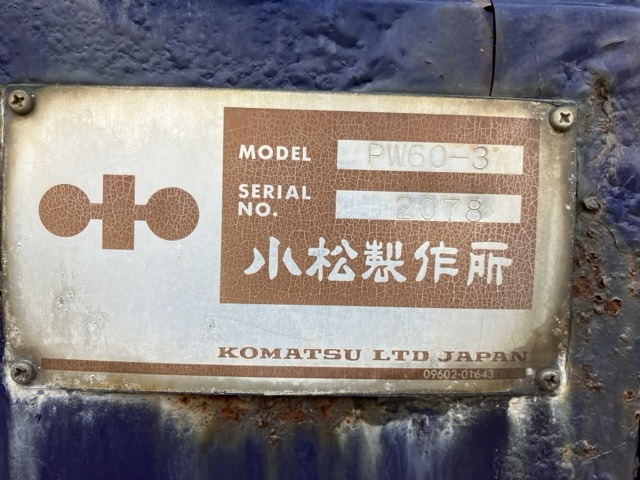 MODEL PW60-3
SERIAL NO. 2078
小松製作所
KOMATSU LTD JAPAN
09602-01643